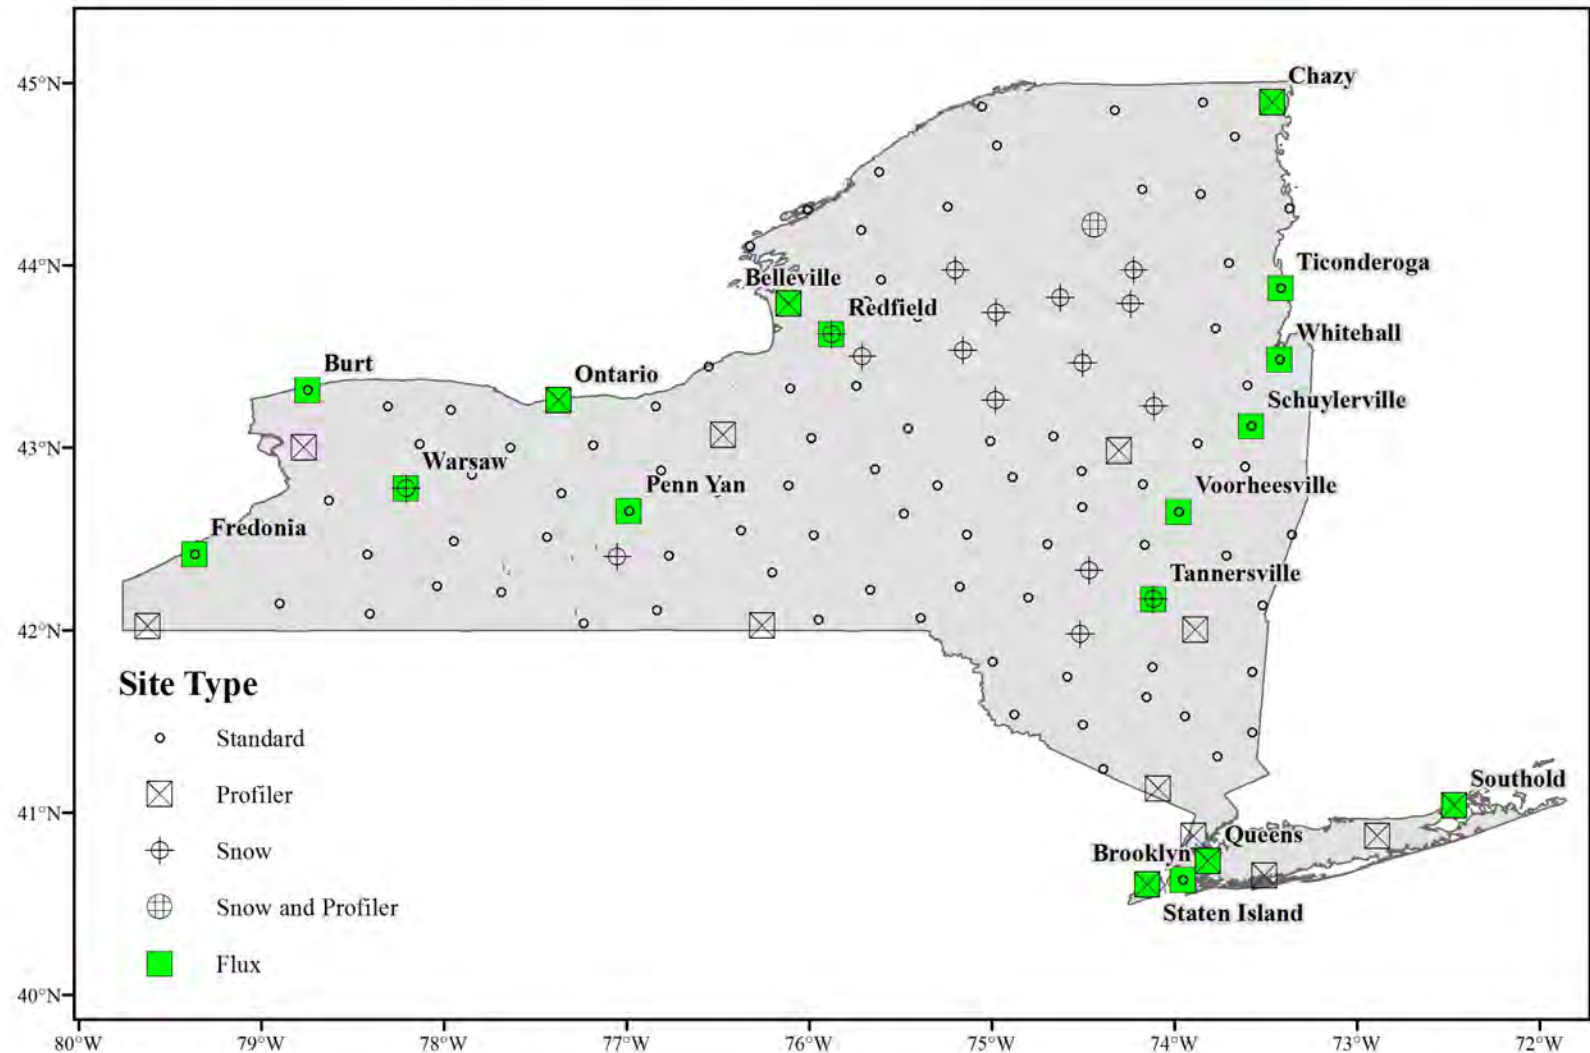 Chazy
45°N
44°N
Ticonderoga
Belleville
Redfield
Whitehall
Burt
Ontario
Schuylerville
43°N
Warsaw
Penn Yan
Voorheesville
Fredonia
Tannersville
42°N
Site Type
Standard
Profiler
Snow
Snow and Profiler
Flux
Southold
41°N
Queens
Brooklyn
Staten Island
40°N
80°W 79°W 78°W 77°W 76°W 75°W 74°W 73°W 72°W